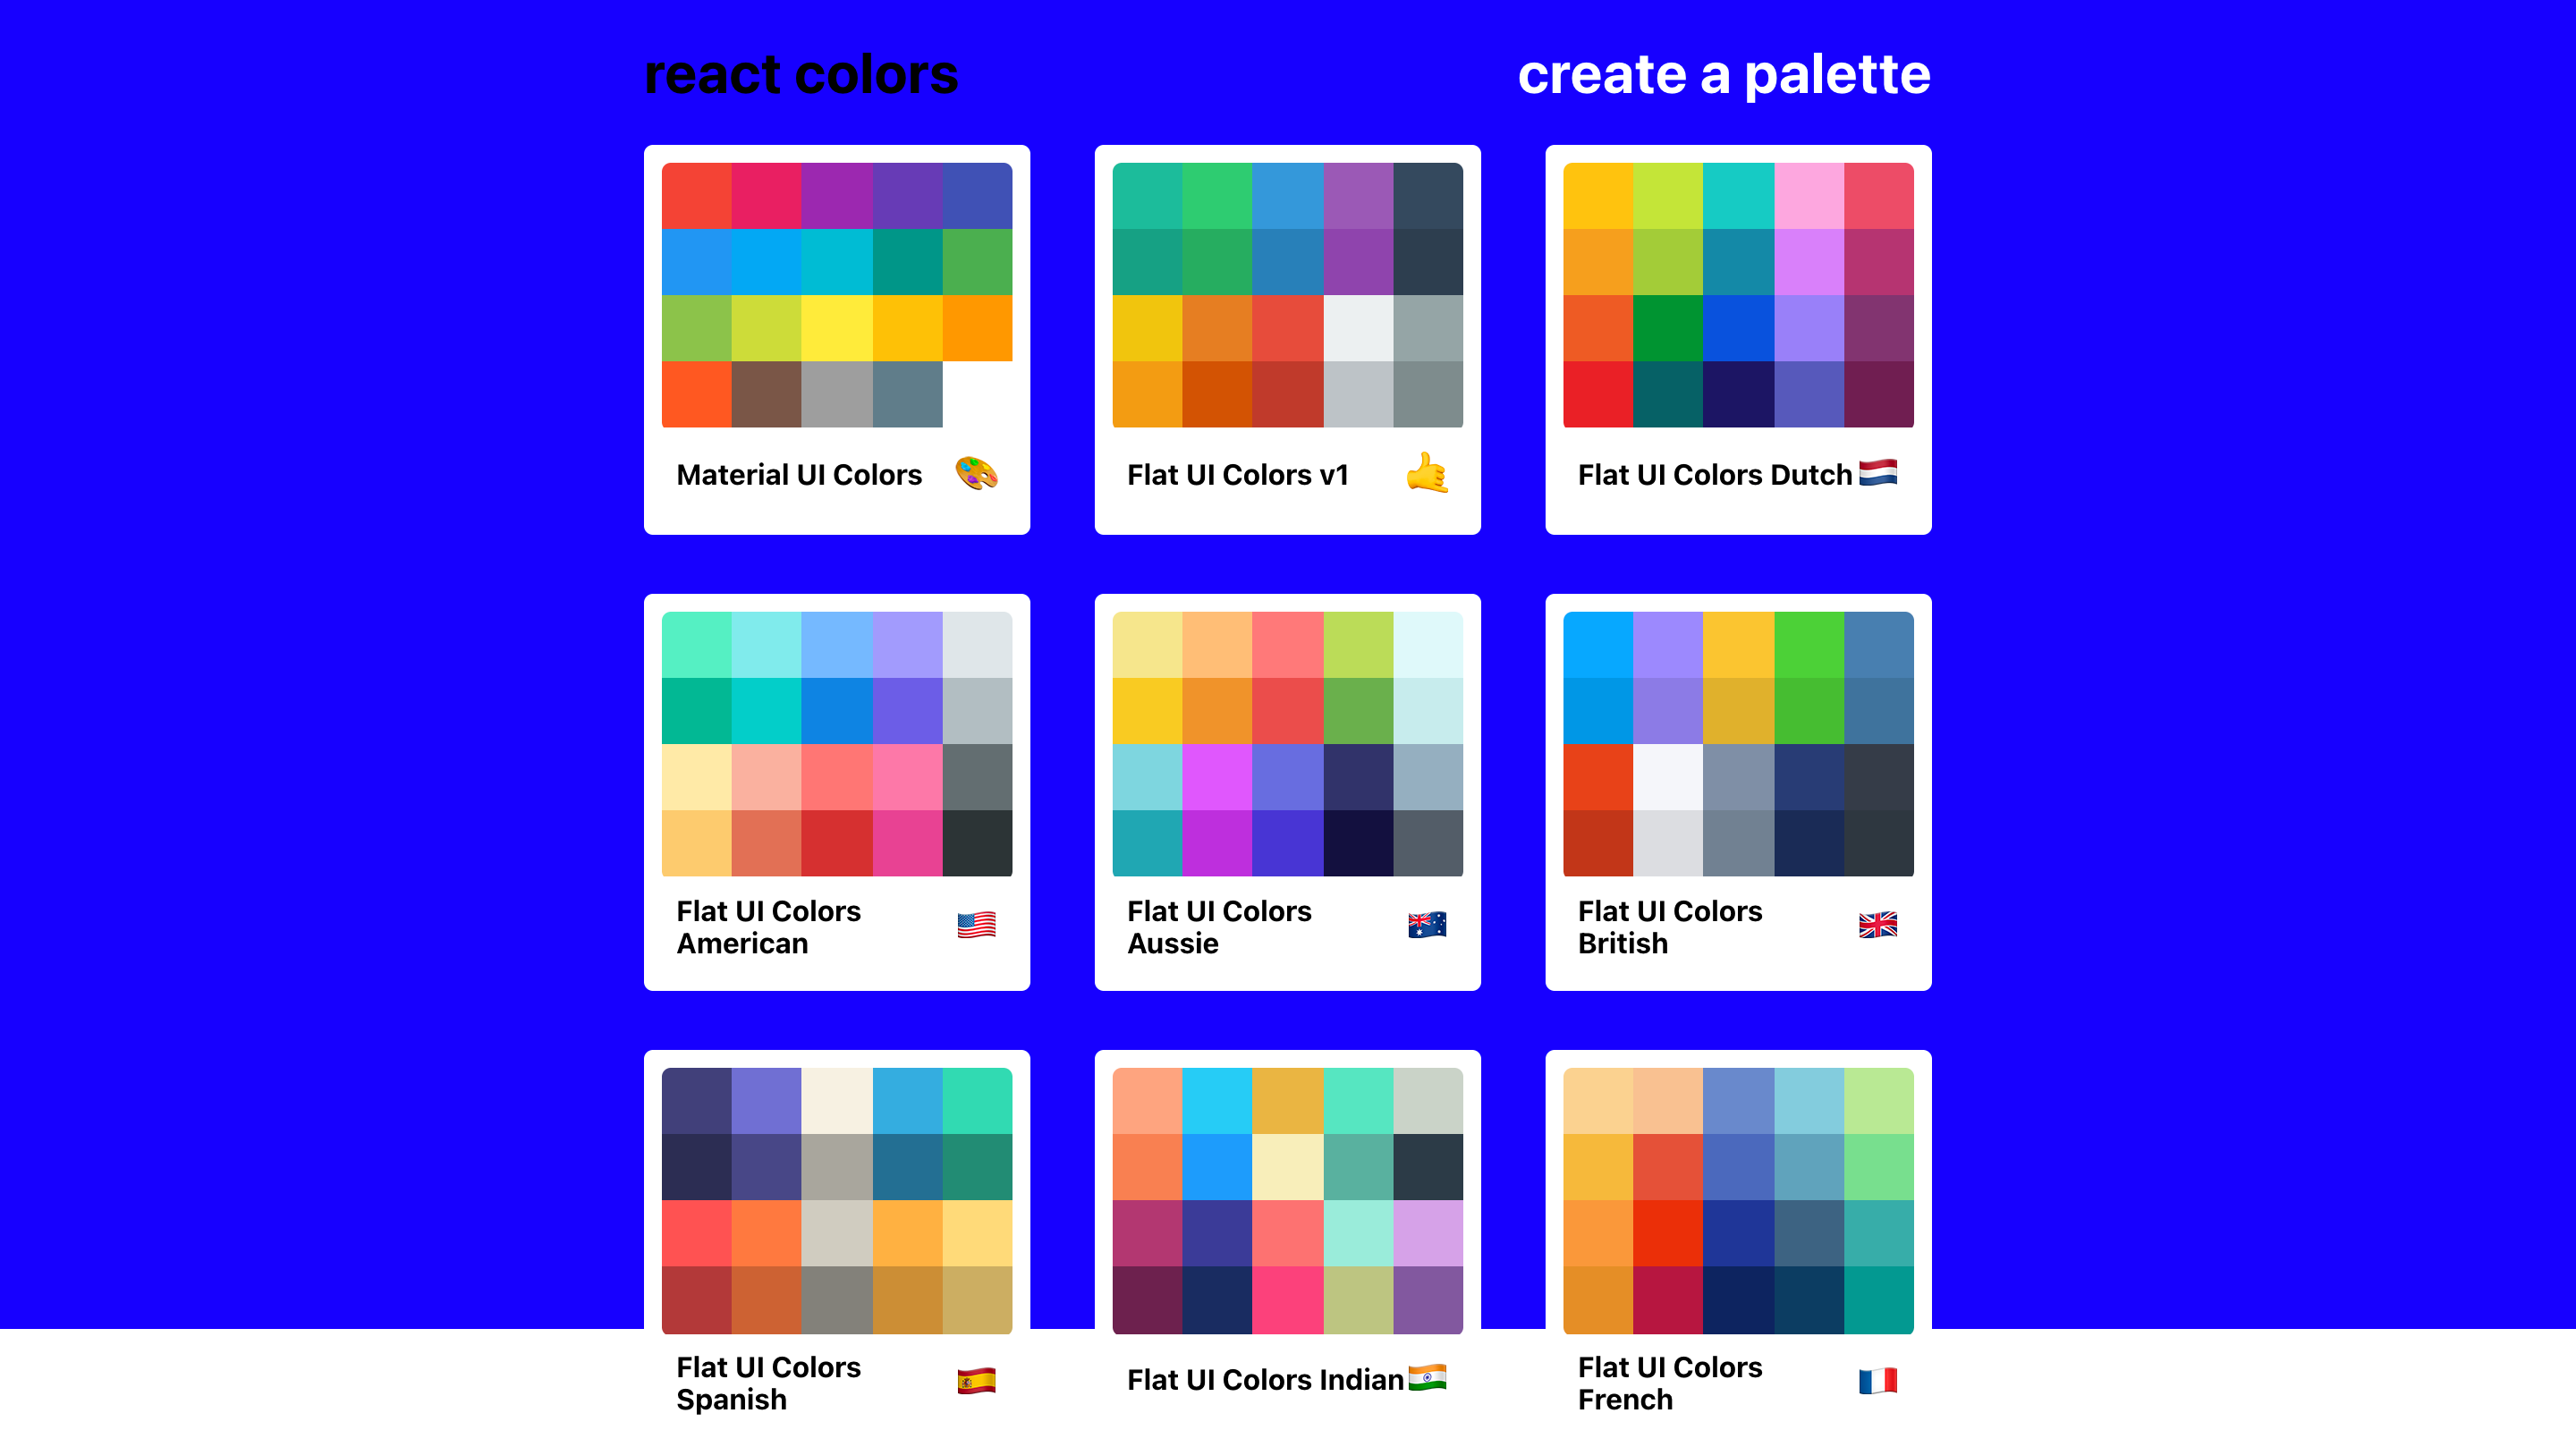 react colors
create a palette
Material UI Colors
Flat UI Colors v1
Flat UI Colors Dutch
Flat UI Colors
American
Flat UI Colors
Aussie
Flat UI Colors
British
Flat UI Colors
Spanish
Flat UI Colors Indian
Flat UI Colors
French